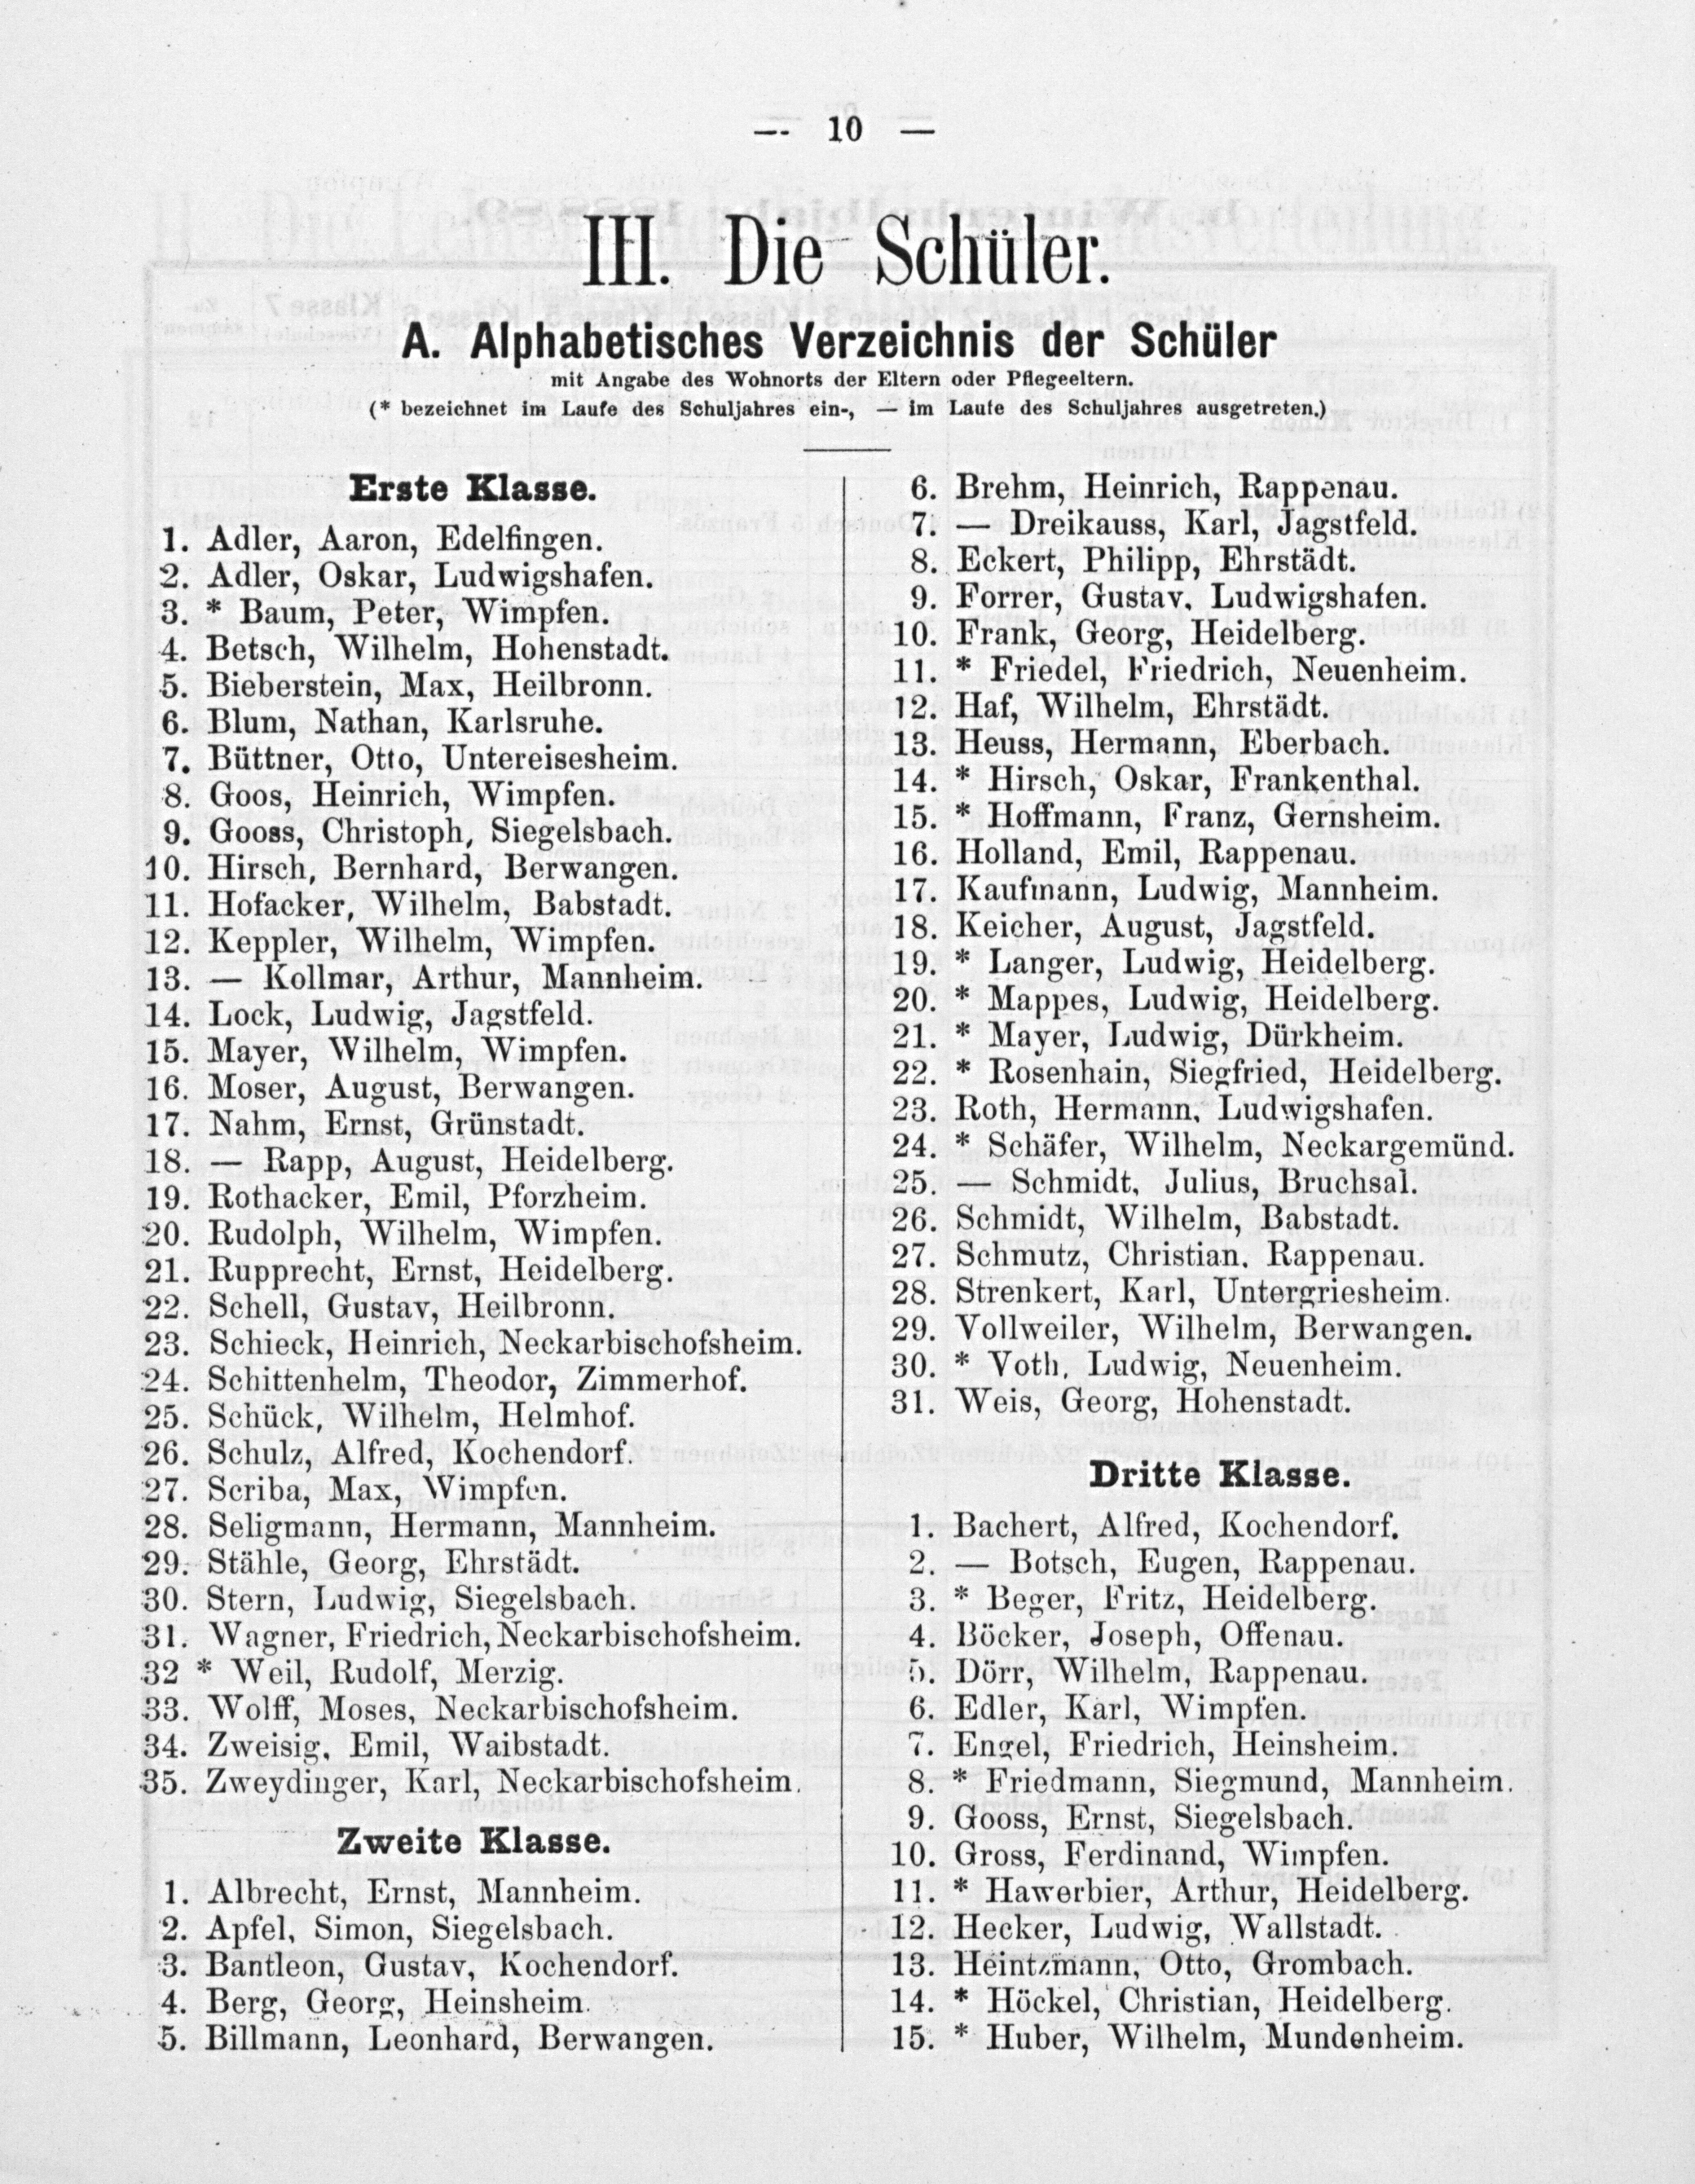 — 10 —
III. Die Schüler.
A. Alphabetisches Verzeichnis der Schüler
mit Angabe des Wohnorts der Eltern oder Pflegeeltern.
(* bezeichnet im Laufe des Schuljahres ein-, — im Laufe des Schuljahres ausgetreten.)
Erste Klasse.
1. Adler, Aaron, Edelfingen.
2. Adler, Oskar, Ludwigshafen.
3. * Baum, Peter, Wimpfen.
4. Betsch, Wilhelm, Hohenstadt.
5. Bieberstein, Max, Heilbronn.
6. Blum, Nathan, Karlsruhe.
7. Büttner, Otto, Untereisesheim.
8. Goos, Heinrich, Wimpfen.
9. Gooss, Christoph, Siegelsbach.
10. Hirsch, Bernhard, Berwangen.
11. Hofacker, Wilhelm, Babstadt.
12. Keppler, Wilhelm, Wimpfen.
13. — Kollmar, Arthur, Mannheim.
14. Lock, Ludwig, Jagstfeld.
15. Mayer, Wilhelm, Wimpfen.
16. Moser, August, Berwangen.
17. Nahm, Ernst, Grünstadt.
18. — Rapp, August, Heidelberg.
19. Rothacker, Emil, Pforzheim.
20. Rudolph, Wilhelm, Wimpfen.
21. Rupprecht, Ernst, Heidelberg.
22. Schell, Gustav, Heilbronn.
23. Schieck, Heinrich, Neckarbischofsheim.
24. Schittenhelm, Theodor, Zimmerhof.
25. Schück, Wilhelm, Helmhof.
26. Schulz, Alfred, Kochendorf.
27. Scriba, Max, Wimpfen.
28. Seligmann, Hermann, Mannheim.
29. Stähle, Georg, Ehrstädt.
30. Stern, Ludwig, Siegelsbach.
31. Wagner, Friedrich, Neckarbischofsheim.
32 * Weil, Rudolf, Merzig.
33. Wolff, Moses, Neckarbischofsheim.
34. Zweisig, Emil, Waibstadt.
35. Zweydinger, Karl, Neckarbischofsheim.
Zweite Klasse.
1. Albrecht, Ernst, Mannheim.
2. Apfel, Simon, Siegelsbach.
3. Bantleon, Gustav, Kochendorf.
4. Berg, Georg, Heinsheim.
5. Billmann, Leonhard, Berwangen.
6. Brehm, Heinrich, Rappenau.
7. — Dreikauss, Karl, Jagstfeld.
8. Eckert, Philipp, Ehrstädt.
9. Forrer, Gustav. Ludwigshafen.
10. Frank, Georg, Heidelberg.
11. * Friedel, Friedrich, Neuenheim.
12. Haf, Wilhelm, Ehrstädt.
13. Heuss, Hermann, Eberbach.
14. * Hirsch, Oskar, Frankenthal.
15. * Hoffmann, Franz, Gernsheim.
16. Holland, Emil, Rappenau.
17. Kaufmann, Ludwig, Mannheim.
18. Keicher, August, Jagstfeld.
19. * Langer, Ludwig, Heidelberg.
20. * Mappes, Ludwig, Heidelberg.
21. * Mayer, Ludwig, Dürkheim.
22. * Rosenhain, Siegfried, Heidelberg.
23. Roth, Hermann, Ludwigshafen.
24. * Schäfer, Wilhelm, Neckargemünd.
25. — Schmidt, Julius, Bruchsal.
26. Schmidt, Wilhelm, Babstadt.
27. Schmutz, Christian. Rappenau.
28. Strenkert, Karl, Untergriesheim.
29. Vollweiler, Wilhelm, Berwangen.
30. * Voth, Ludwig, Neuenheim.
31. Weis, Georg, Hohenstadt.
Dritte Klasse.
1. Bachert, Alfred, Kochendorf.
2. — Botsch, Eugen, Rappenau.
3. * Beger, Fritz, Heidelberg.
4. Böcker, Joseph, Offenau.
5. Dörr, Wilhelm, Rappenau.
6. Edler, Karl, Wimpfen.
7. Engel, Friedrich, Heinsheim.
8. * Friedmann, Siegmund, Mannheim.
9. Gooss, Ernst, Siegelsbach.
10. Gross, Ferdinand, Wimpfen.
11. * Hawerbier, Arthur, Heidelberg.
12. Hecker, Ludwig, Wallstadt.
13. Heintzmann, Otto, Grombach.
14. * Höckel, Christian, Heidelberg.
15. * Huber, Wilhelm, Mundenheim.